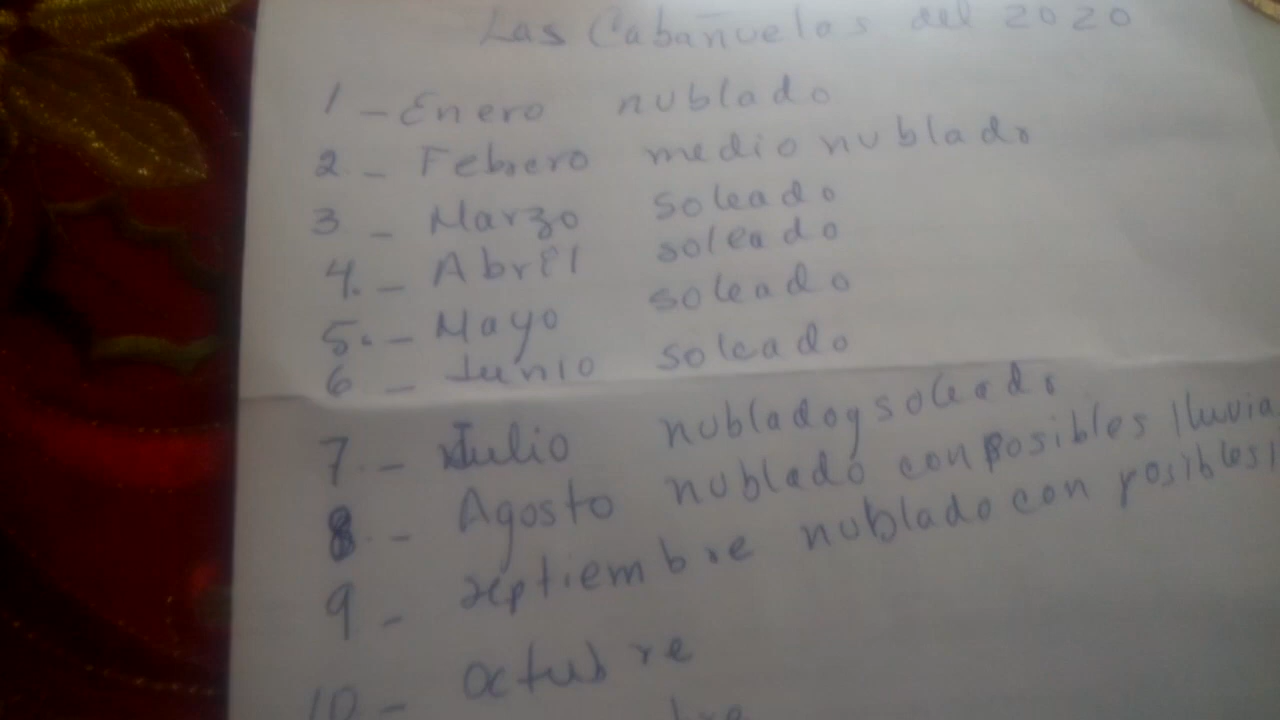 Las Cabañuelas del 2020
1 - Enero nublado
2 - Febrero medio nublado
3 - Marzo soleado
4. - Abril soleado
5. - Mayo soleado
6 - Junio soleado
7. - Julio nublado y soleado
8. - Agosto nublado con posibles lluvia
9 - septiembre nublado con posibles
10 - octubre